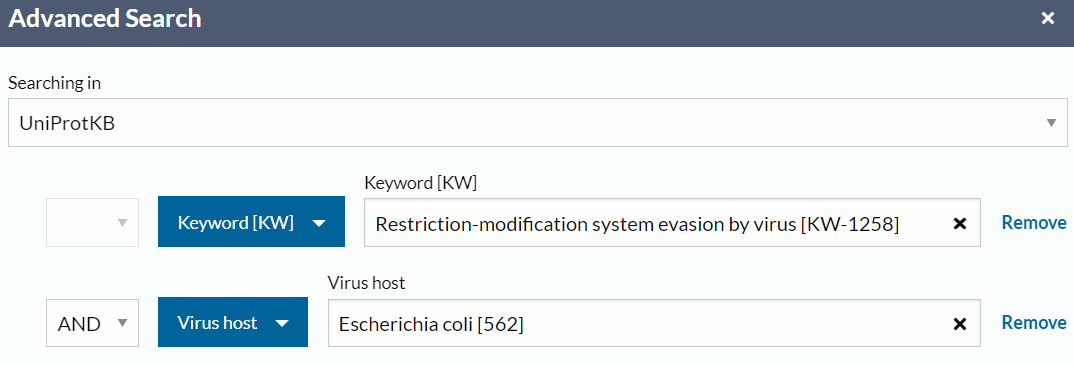 Advanced Search
Searching in
UniProtKB
Keyword [KW]
Keyword [KW] Restriction-modification system evasion by virus [KW-1258] Remove
Virus host
AND Virus host Escherichia coli [562] Remove